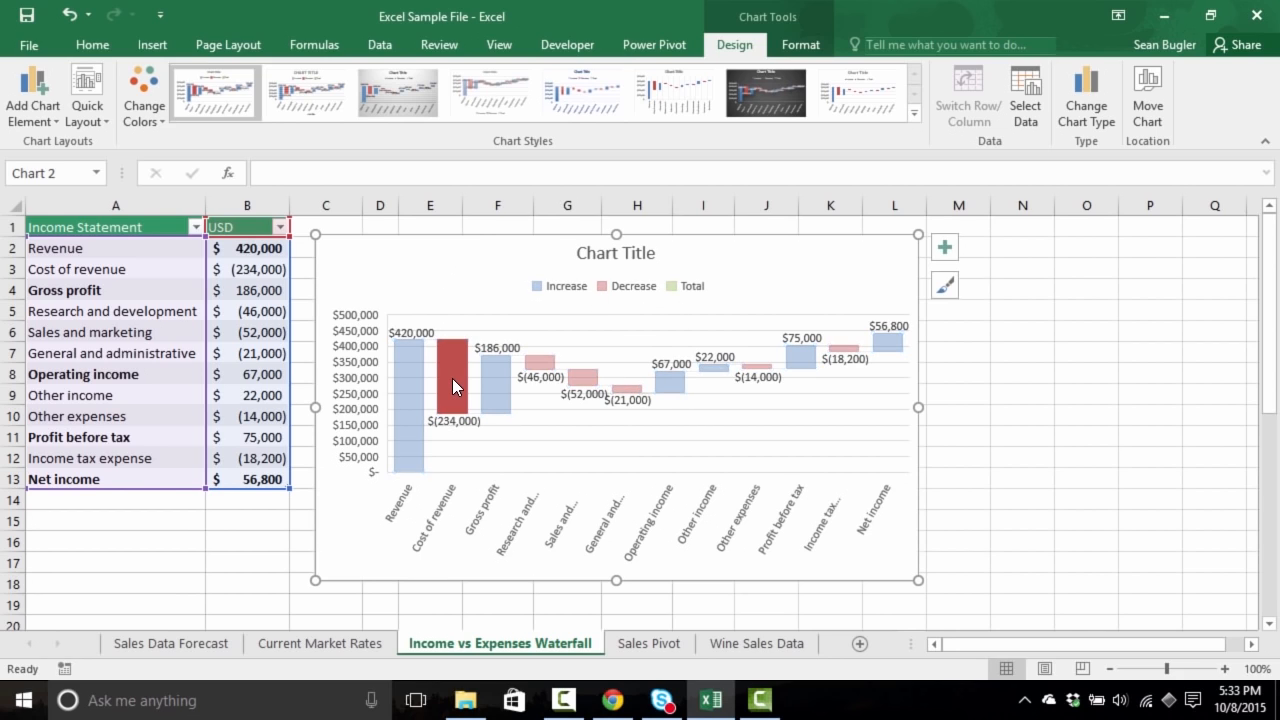 Excel Sample File - Excel
Chart Tools
File Home Insert Page Layout Formulas Data Review View Developer Power Pivot Design Format Tell me what you want to do... Sean Bugler Share
Add Chart Element
Quick Layout
Change Colors
Switch Row/ Column
Select Data
Change Chart Type
Move Chart
Chart Layouts Chart Styles Data Type Location
Chart 2
fx
A B C D E F G H I J K L M N O P Q
1 Income Statement USD
2 Revenue $ 420,000
3 Cost of revenue $ (234,000)
4 Gross profit $ 186,000
5 Research and development $ (46,000)
6 Sales and marketing $ (52,000)
7 General and administrative $ (21,000)
8 Operating income $ 67,000
9 Other income $ 22,000
10 Other expenses $ (14,000)
11 Profit before tax $ 75,000
12 Income tax expense $ (18,200)
13 Net income $ 56,800
14
15
16
17
18
19
20
Chart Title
Increase Decrease Total
$500,000
$450,000
$400,000
$350,000
$300,000
$250,000
$200,000
$150,000
$100,000
$50,000
$-
$420,000
$(234,000)
$186,000
$(46,000)
$(52,000)
$(21,000)
$67,000
$22,000
$(14,000)
$75,000
$(18,200)
$56,800
Revenue
Cost of revenue
Gross profit
Research and...
Sales and...
General and...
Operating income
Other income
Other expenses
Profit before tax
Income tax...
Net income
Sales Data Forecast Current Market Rates Income vs Expenses Waterfall Sales Pivot Wine Sales Data
Ready 100%
Ask me anything
5:33 PM
10/8/2015